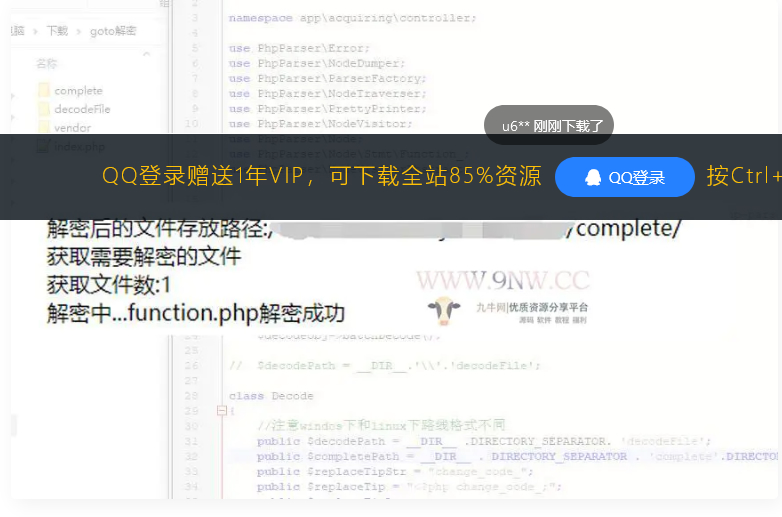 2
3 namespace app\acquiring\controller;
4
5 use PhpParser\Error;
6 use PhpParser\NodeDumper;
7 use PhpParser\ParserFactory;
8 use PhpParser\NodeTraverser;
9 use PhpParser\PrettyPrinter;
10 use PhpParser\NodeVisitor;
脑 › 下载 › goto解密
名称
complete
decodeFile
vendor
index.php
u6** 刚刚下载了
QQ登录赠送1年VIP，可下载全站85%资源
QQ登录
按Ctrl+
解密后的文件存放路径:/
/complete/
获取需要解密的文件
获取文件数:1
解密中...function.php解密成功
WWW.9NW.CC
九牛网|优质资源分享平台
源码 软件 教程 福利
25
26 // $decodePath = __DIR__.'\\'.'decodeFile';
27
28 class Decode
29 {
30 //注意windos下和linux下路线格式不同
31 public $decodePath = __DIR__ .DIRECTORY_SEPARATOR. 'decodeFile';
32 public $completePath = __DIR__ . DIRECTORY_SEPARATOR . 'complete'.DIRECTO
33 public $replaceTipStr = "change_code_";
34 public $replaceTip = "<?php change_code_;";